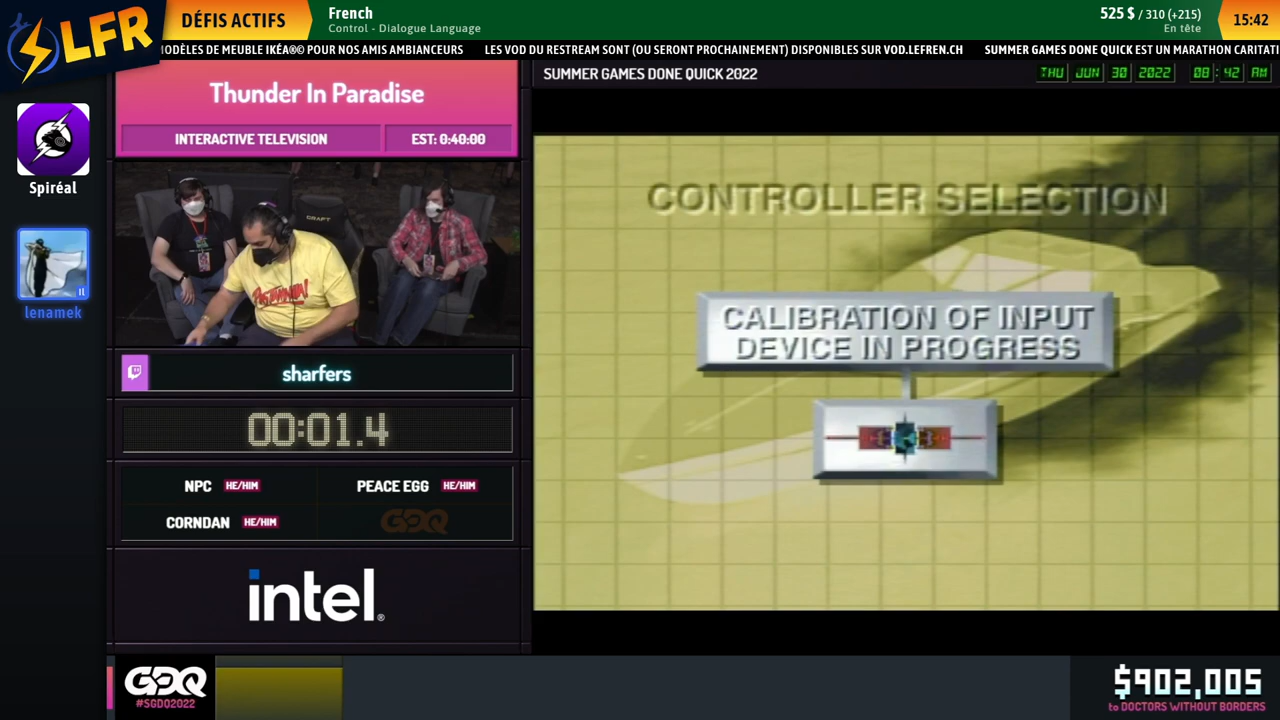 LFR
DÉFIS ACTIFS
French
Control - Dialogue Language
525 $ / 310 (+215)
En tête
15:42
ODÈLES DE MEUBLE IKÉA®© POUR NOS AMIS AMBIANCEURS LES VOD DU RESTREAM SONT (OU SERONT PROCHAINEMENT) DISPONIBLES SUR VOD.LEFREN.CH SUMMER GAMES DONE QUICK EST UN MARATHON CARITATI
Spiréal
lenamek
Thunder In Paradise
INTERACTIVE TELEVISION
EST: 0:40:00
SUMMER GAMES DONE QUICK 2022
THU JUN 30 2022 08:42 AM
CONTROLLER SELECTION
CALIBRATION OF INPUT
DEVICE IN PROGRESS
sharfers
00:01.4
NPC HE/HIM
PEACE EGG HE/HIM
CORNDAN HE/HIM
GDQ
intel®
GDQ
#SGDQ2022
$902,005
to DOCTORS WITHOUT BORDERS